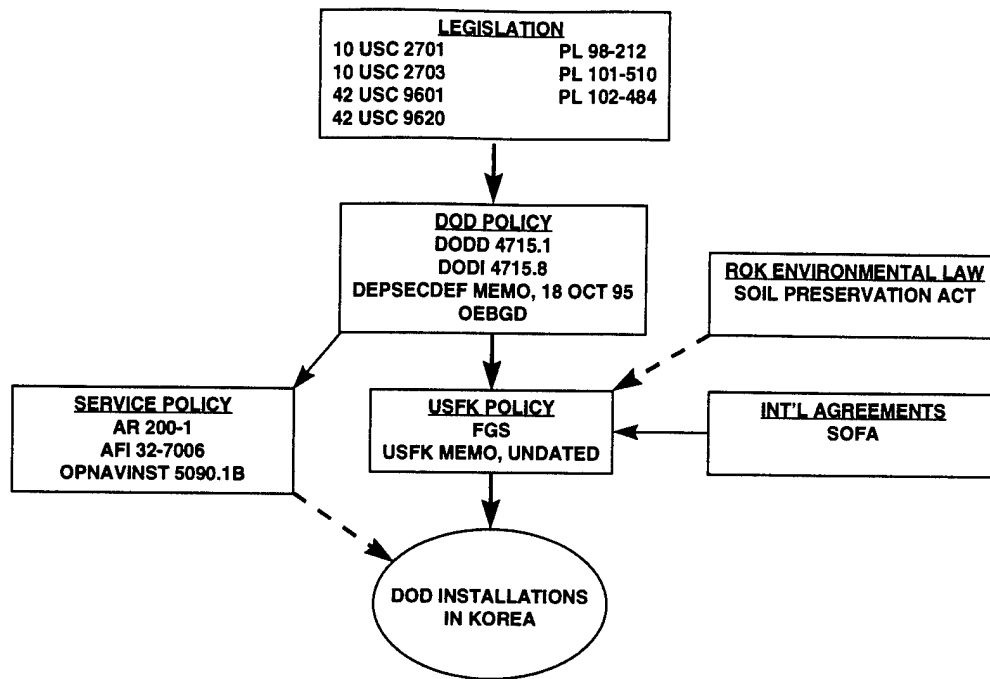 LEGISLATION
10 USC 2701 PL 98-212
10 USC 2703 PL 101-510
42 USC 9601 PL 102-484
42 USC 9620
DOD POLICY
DODD 4715.1
DODI 4715.8
DEPSECDEF MEMO, 18 OCT 95
OEBGD
ROK ENVIRONMENTAL LAW
SOIL PRESERVATION ACT
SERVICE POLICY
AR 200-1
AFI 32-7006
OPNAVINST 5090.1B
USFK POLICY
FGS
USFK MEMO, UNDATED
INT'L AGREEMENTS
SOFA
DOD INSTALLATIONS
IN KOREA